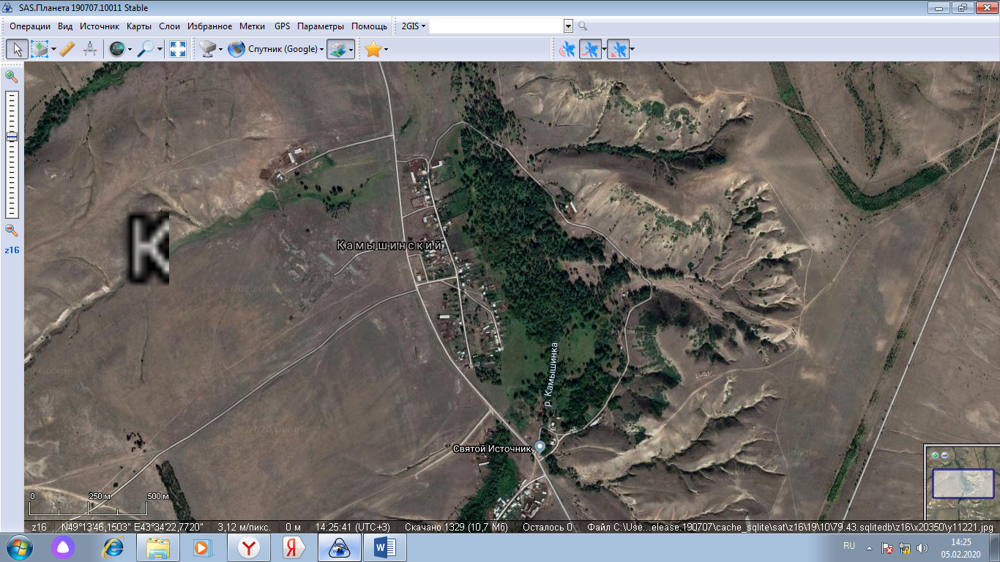 SAS.Планета 190707.10011 Stable
Операции Вид Источник Карты Слои Избранное Метки GPS Параметры Помощь 2GIS
Спутник (Google)
z16
К
Камышинский
р. Камышинка
Святой Источник
0 250 м 500 м
z16 N49°13'46,1503" E43°34'22,7720" 3,12 м/пикс. 0 м 14:25:41 (UTC+3) Скачано 1329 (10,7 Мб) Осталось 0 Файл C:\Use...elease.190707\cache_sqlite\sat\z16\19\10\79.43.sqlitedb\z16\x20350\y11221.jpg
RU 14:25
05.02.2020